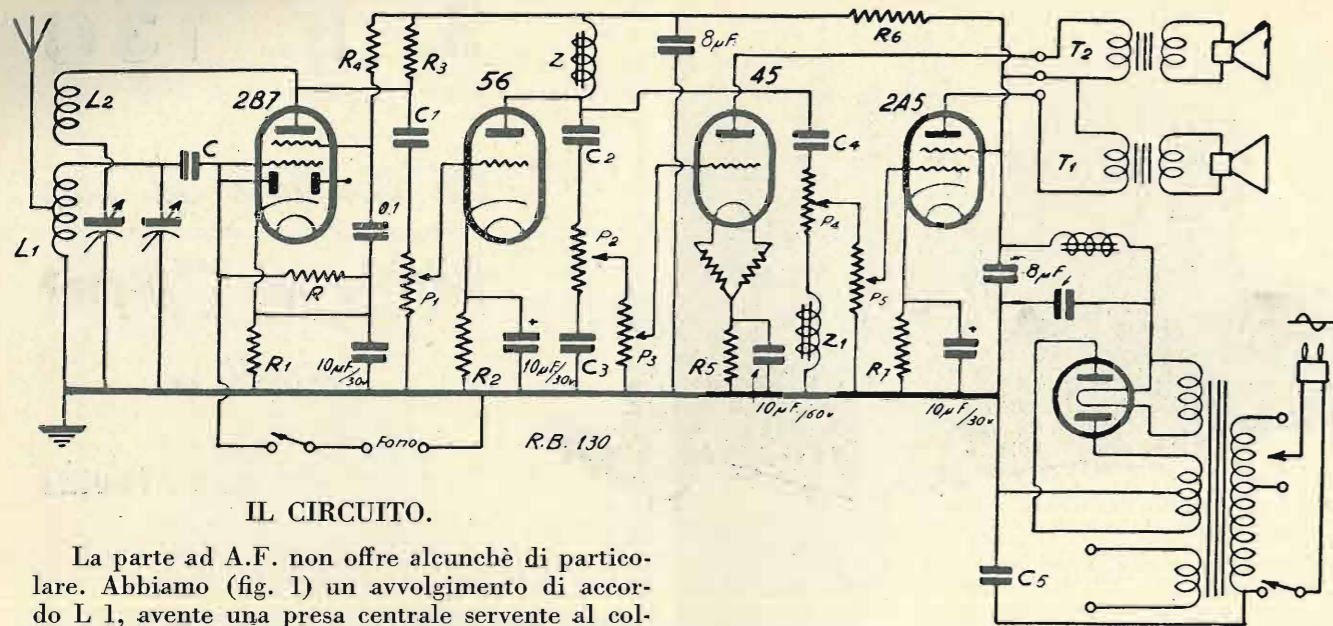 R4
R3
Z
56
8µF.
R6
T2
45
2A5
2B7
L2
C
C1
C2
C4
T1
L1
0.1
P2
P4
P1
R
P3
P5
8µF
Z1
R1
10µF/30v
R2
+
10µF/30v
C3
R5
R7
+
10µF/60v
10µF/30v
Fono
R.B. 130
C5
IL CIRCUITO.
La parte ad A.F. non offre alcunchè di partico-
lare. Abbiamo (fig. 1) un avvolgimento di accor-
do L 1, avente una presa centrale servente al col-